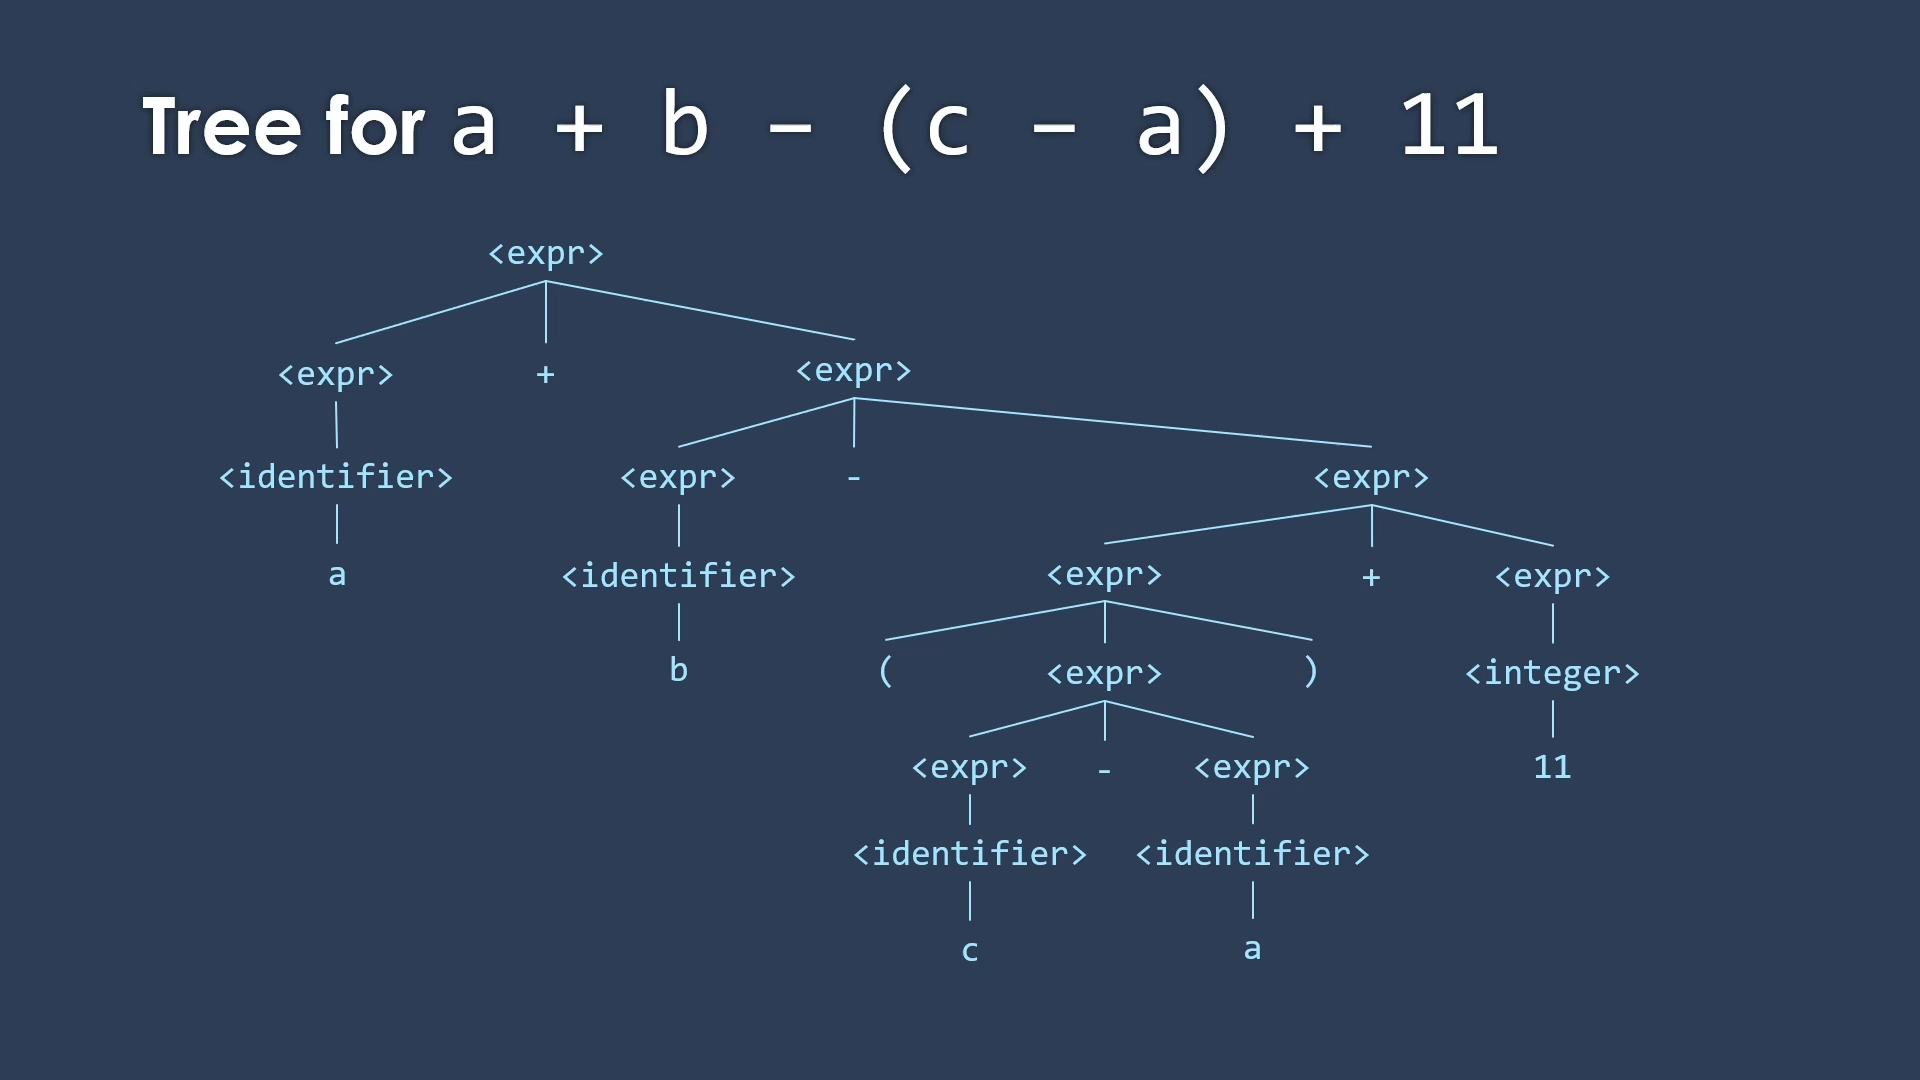 Tree for a + b − (c − a) + 11
<expr>
<expr> + <expr>
<identifier> <expr> - <expr>
a <identifier> <expr> + <expr>
b ( <expr> ) <integer>
<expr> - <expr> 11
<identifier> <identifier>
c a